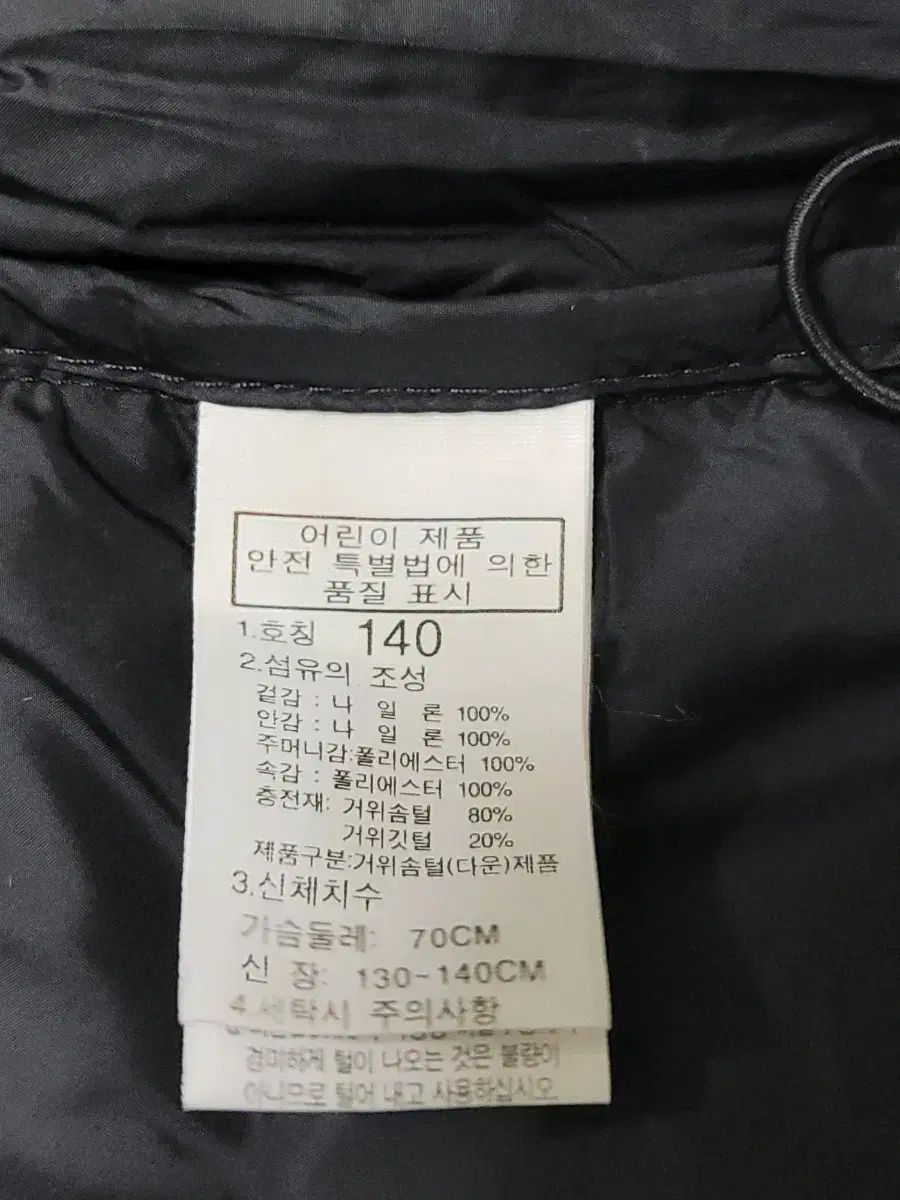 어린이 제품
안전 특별법에 의한
품질 표시
1.호칭 140
2.섬유의 조성
겉감 : 나 일 론 100%
안감 : 나 일 론 100%
주머니감:폴리에스터 100%
속감 : 폴리에스터 100%
충전재: 거위솜털 80%
거위깃털 20%
제품구분:거위솜털(다운)제품
3.신체치수
가슴둘레: 70CM
신 장: 130-140CM
4.세탁시 주의사항
경미하게 털이 나오는 것은 불량이
아니므로 털어 내고 사용하십시오.